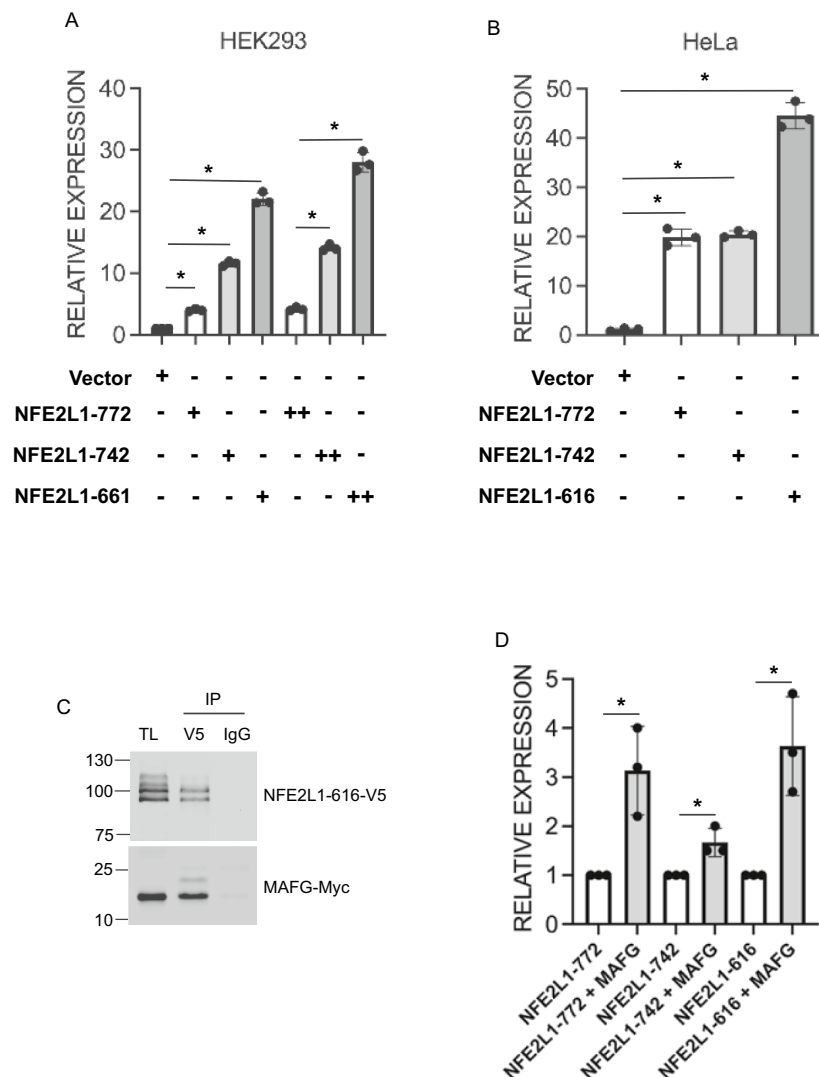 A
HEK293
RELATIVE EXPRESSION
40
30
20
10
0
* * * * *
Vector + - - - - - -
NFE2L1-772 - + - - ++ - -
NFE2L1-742 - - + - - ++ -
NFE2L1-661 - - - + - - ++
B
HeLa
RELATIVE EXPRESSION
50
40
30
20
10
0
* * *
Vector + - - -
NFE2L1-772 - + - -
NFE2L1-742 - - + -
NFE2L1-616 - - - +
C
IP
TL V5 IgG
130
100
75
NFE2L1-616-V5
25
10
MAFG-Myc
D
RELATIVE EXPRESSION
5
4
3
2
1
0
* * *
NFE2L1-772
NFE2L1-772 + MAFG
NFE2L1-742
NFE2L1-742 + MAFG
NFE2L1-616
NFE2L1-616 + MAFG